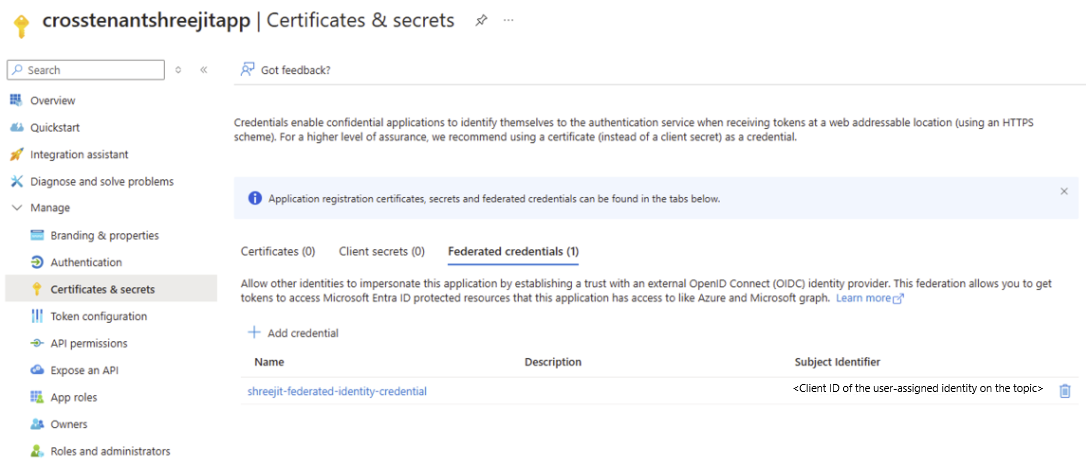 crosstenantshreejitapp | Certificates & secrets
Search
Got feedback?
Overview
Quickstart
Integration assistant
Diagnose and solve problems
Manage
Branding & properties
Authentication
Certificates & secrets
Token configuration
API permissions
Expose an API
App roles
Owners
Roles and administrators
Credentials enable confidential applications to identify themselves to the authentication service when receiving tokens at a web addressable location (using an HTTPS
scheme). For a higher level of assurance, we recommend using a certificate (instead of a client secret) as a credential.
Application registration certificates, secrets and federated credentials can be found in the tabs below.
Certificates (0) Client secrets (0) Federated credentials (1)
Allow other identities to impersonate this application by establishing a trust with an external OpenID Connect (OIDC) identity provider. This federation allows you to get
tokens to access Microsoft Entra ID protected resources that this application has access to like Azure and Microsoft graph. Learn more
Add credential
Name Description Subject Identifier
shreejit-federated-identity-credential <Client ID of the user-assigned identity on the topic>